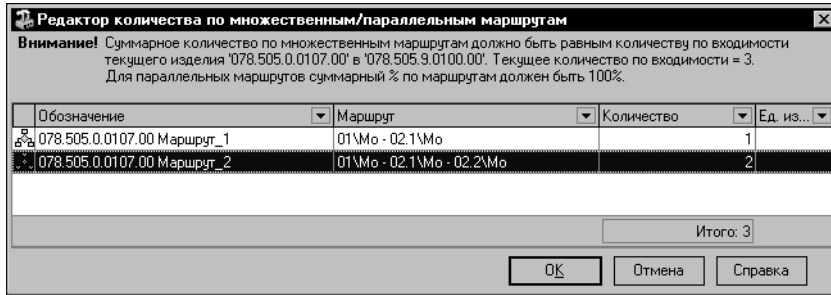 Редактор количества по множественным/параллельным маршрутам
Внимание! Суммарное количество по множественным маршрутам должно быть равным количеству по входимости
текущего изделия '078.505.0.0107.00' в '078.505.9.0100.00'. Текущее количество по входимости = 3.
Для параллельных маршрутов суммарный % по маршрутам должен быть 100%.
Обозначение Маршрут Количество Ед. из...
078.505.0.0107.00 Маршрут_1 01\Мо - 02.1\Мо 1
078.505.0.0107.00 Маршрут_2 01\Мо - 02.1\Мо - 02.2\Мо 2
Итого: 3
OK Отмена Справка